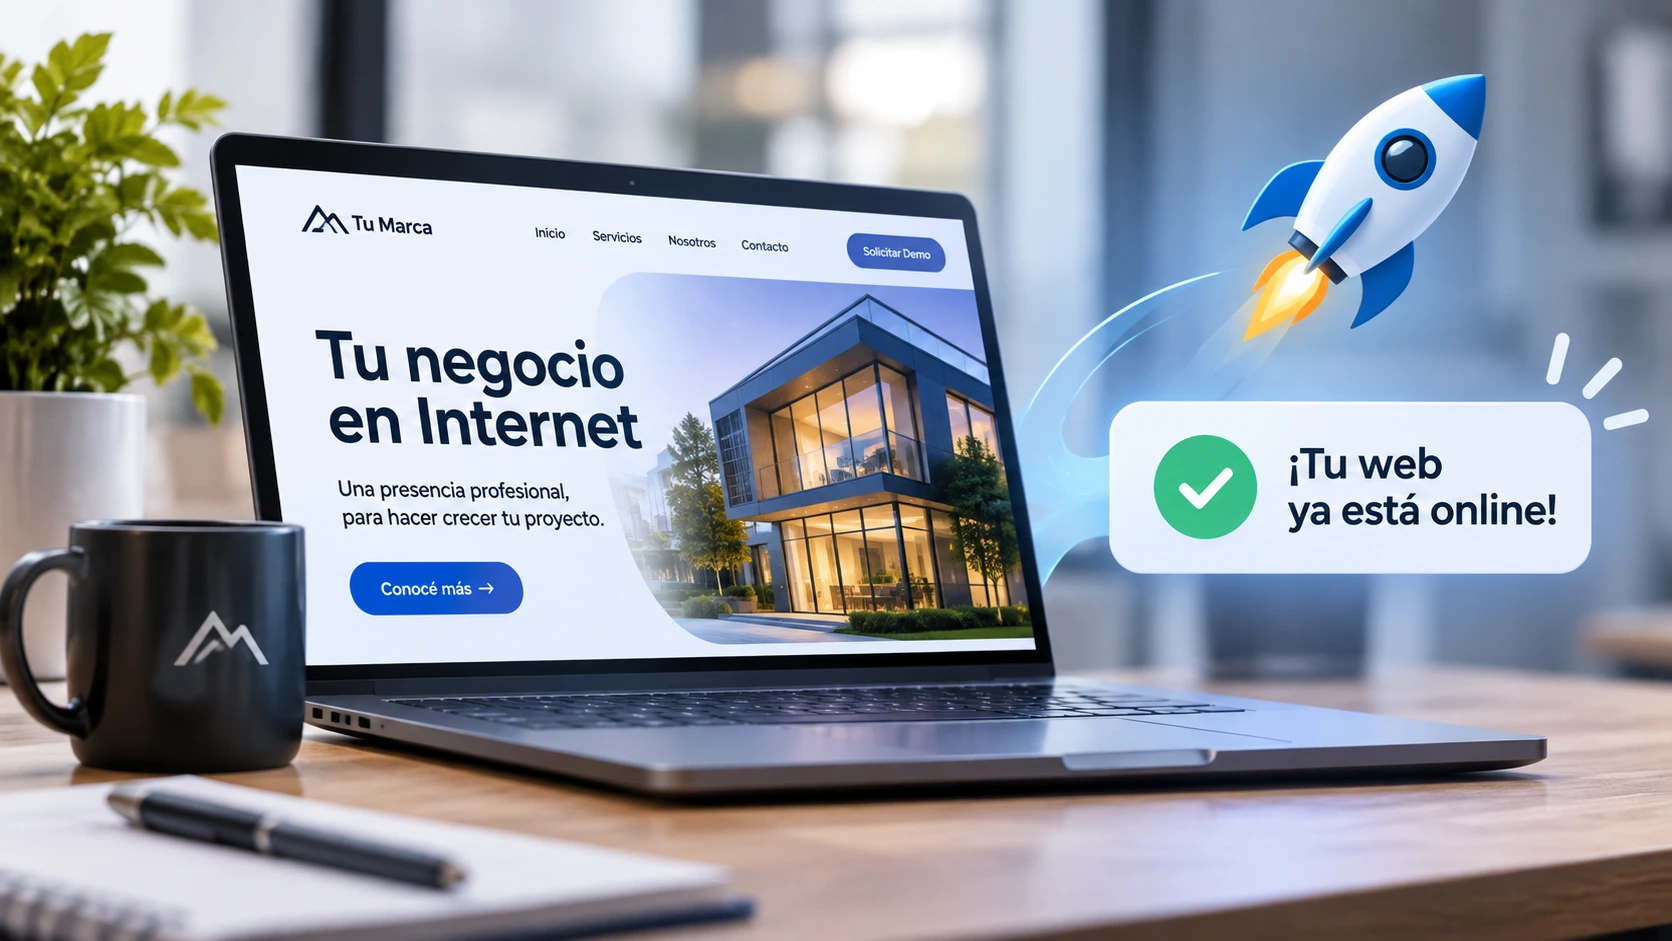 Tu Marca
Inicio
Servicios
Nosotros
Contacto
Solicitar Demo
Tu negocio
en Internet
Una presencia profesional,
para hacer crecer tu proyecto.
Conocé más →
¡Tu web
ya está online!